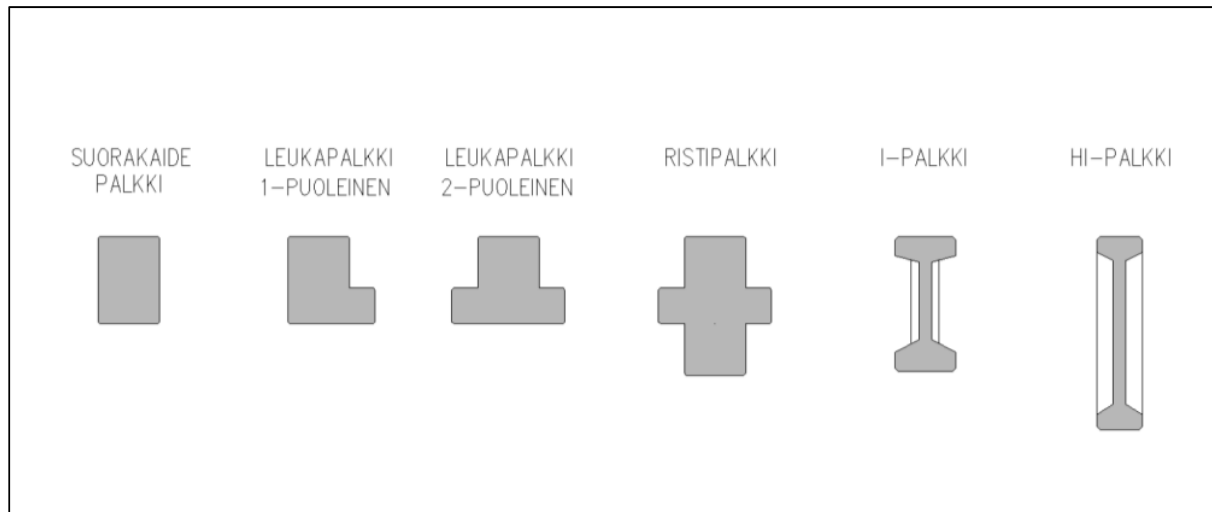 SUORAKAIDE
PALKKI
LEUKAPALKKI
1-PUOLEINEN
LEUKAPALKKI
2-PUOLEINEN
RISTIPALKKI
I-PALKKI
HI-PALKKI